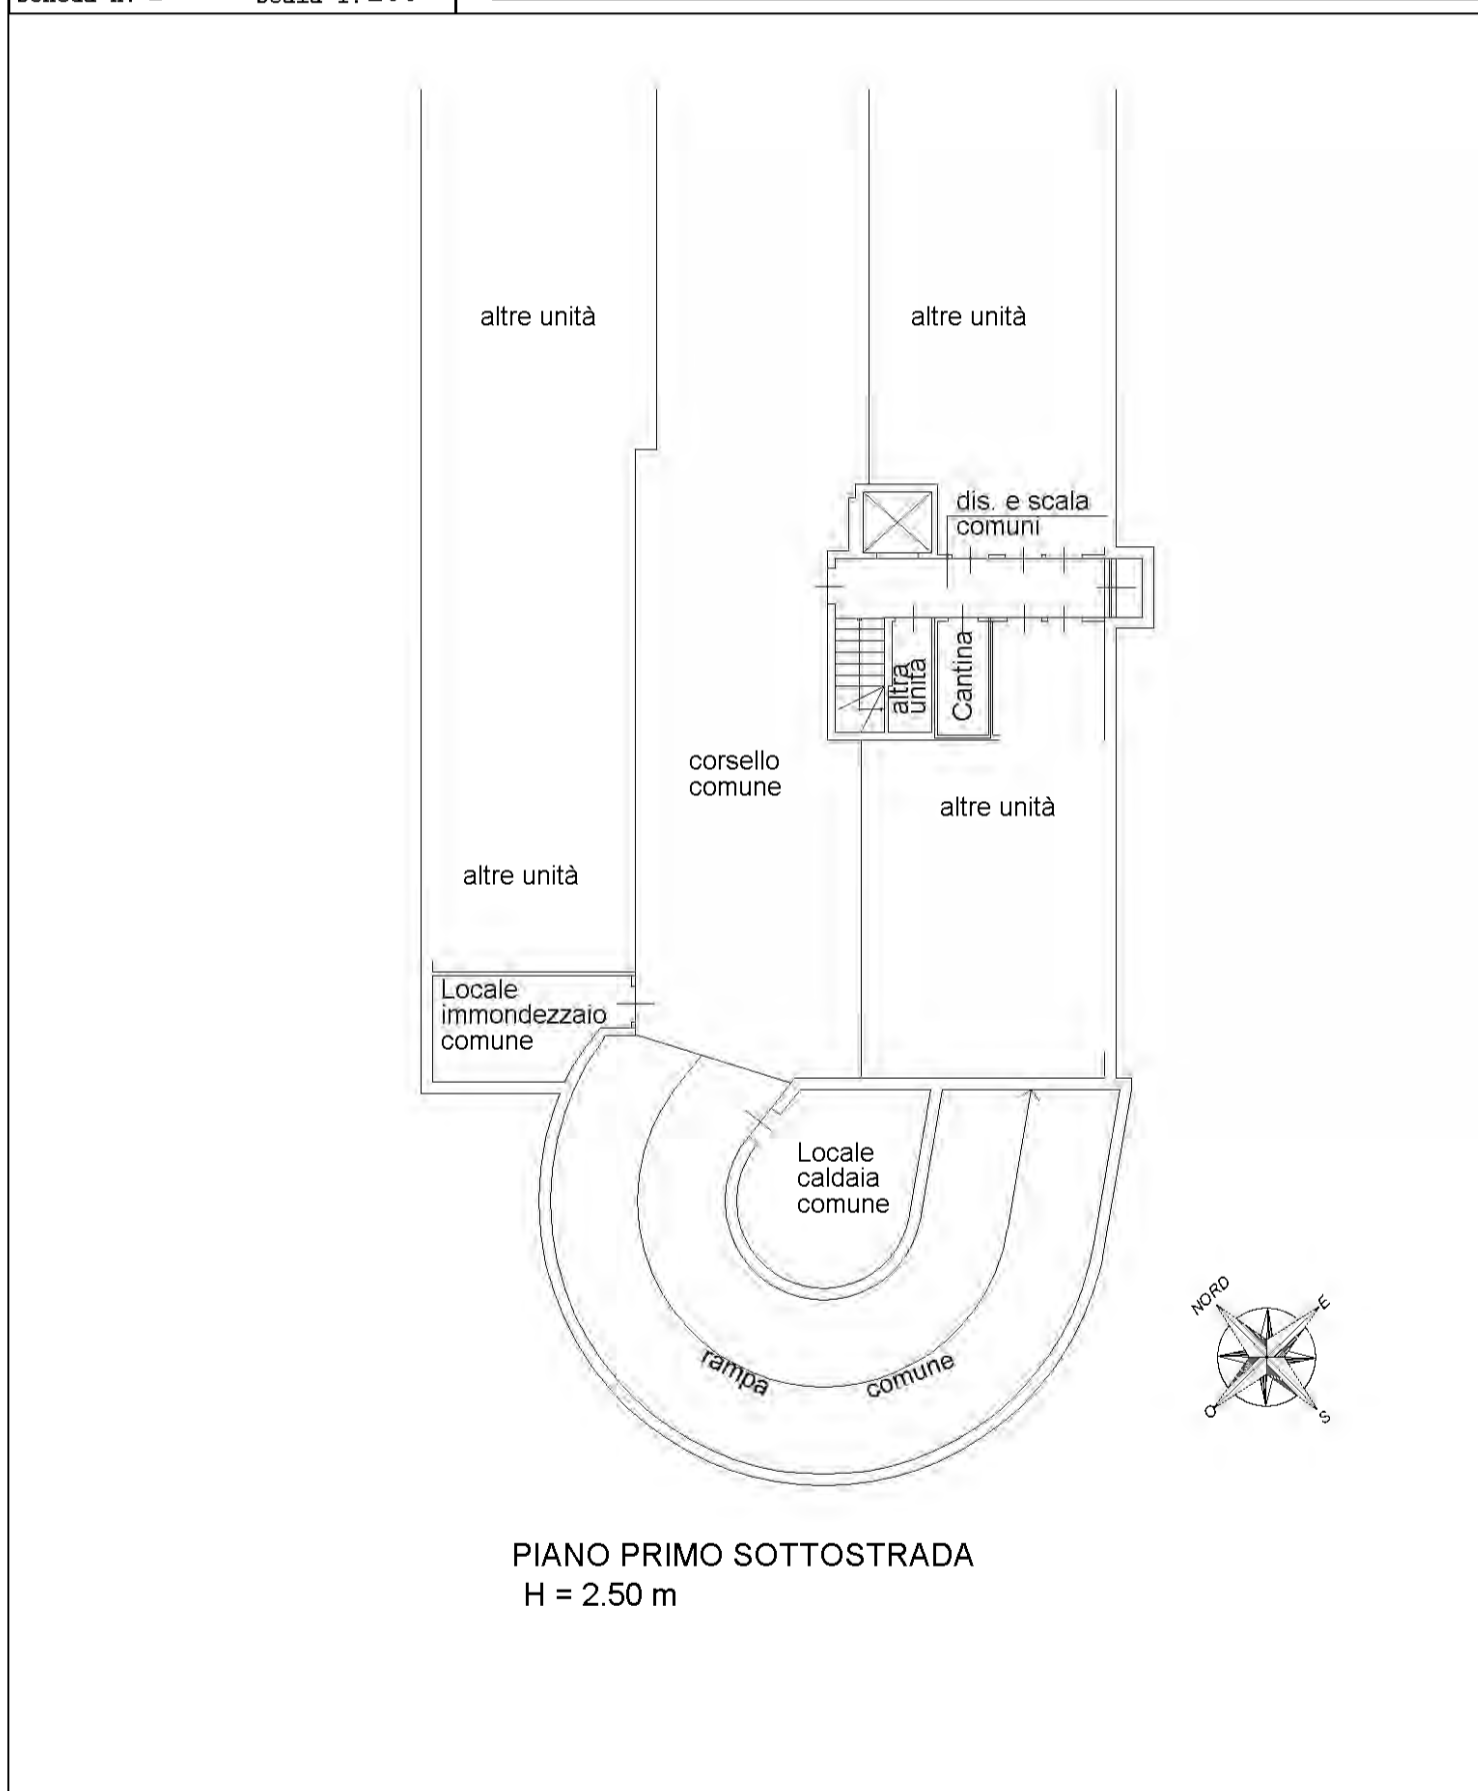 altre unità
altre unità
dis. e scala
comuni
altra
unità
Cantina
corsello
comune
altre unità
altre unità
Locale
immondezzaio
comune
Locale
caldaia
comune
rampa
comune
NORD
E
O
S
PIANO PRIMO SOTTOSTRADA
H = 2.50 m